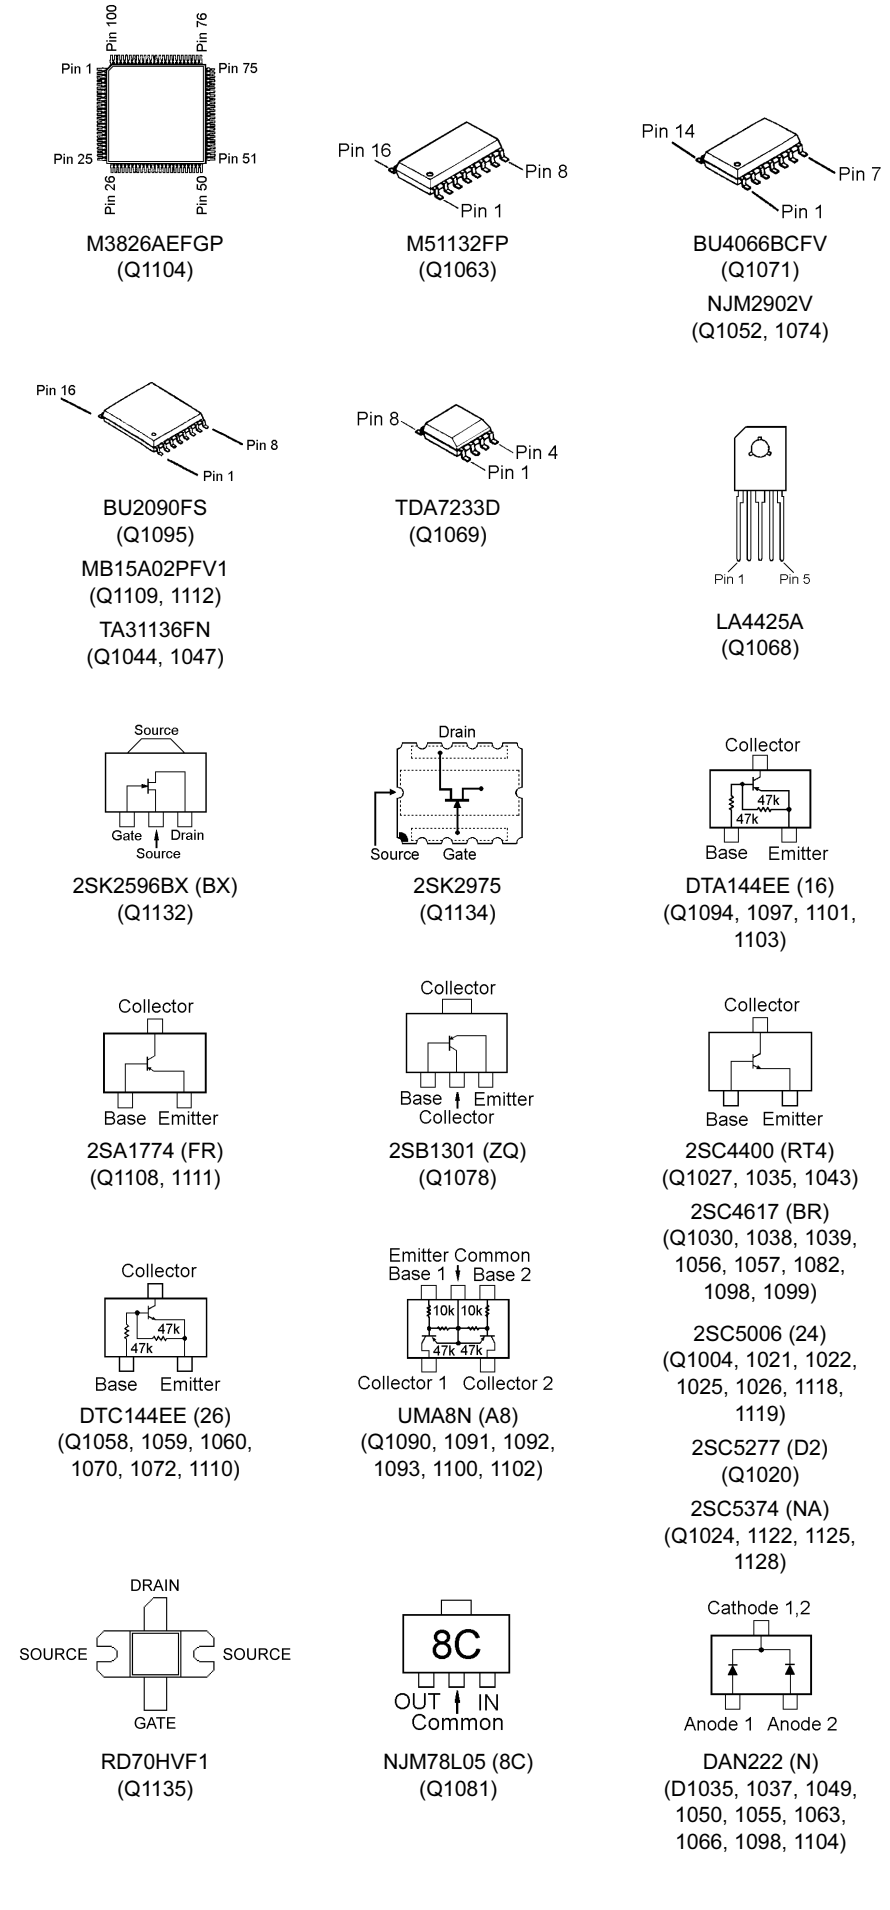 Pin 100
Pin 76
Pin 1
Pin 75
Pin 25
Pin 51
Pin 26
Pin 50
M3826AEFGP
(Q1104)
Pin 16
Pin 8
Pin 1
M51132FP
(Q1063)
Pin 14
Pin 7
Pin 1
BU4066BCFV
(Q1071)
NJM2902V
(Q1052, 1074)
Pin 16
Pin 8
Pin 1
BU2090FS
(Q1095)
MB15A02PFV1
(Q1109, 1112)
TA31136FN
(Q1044, 1047)
Pin 8
Pin 4
Pin 1
TDA7233D
(Q1069)
Pin 1
Pin 5
LA4425A
(Q1068)
Source
Gate
Drain
Source
2SK2596BX (BX)
(Q1132)
Drain
Source
Gate
2SK2975
(Q1134)
Collector
47k
47k
Base
Emitter
DTA144EE (16)
(Q1094, 1097, 1101,
1103)
Collector
Base
Emitter
2SA1774 (FR)
(Q1108, 1111)
Collector
Base
Emitter
Collector
2SB1301 (ZQ)
(Q1078)
Collector
Base
Emitter
2SC4400 (RT4)
(Q1027, 1035, 1043)
2SC4617 (BR)
(Q1030, 1038, 1039,
1056, 1057, 1082,
1098, 1099)
2SC5006 (24)
(Q1004, 1021, 1022,
1025, 1026, 1118,
1119)
2SC5277 (D2)
(Q1020)
2SC5374 (NA)
(Q1024, 1122, 1125,
1128)
Collector
47k
47k
Base
Emitter
DTC144EE (26)
(Q1058, 1059, 1060,
1070, 1072, 1110)
Emitter Common
Base 1
Base 2
10k
10k
47k
47k
Collector 1
Collector 2
UMA8N (A8)
(Q1090, 1091, 1092,
1093, 1100, 1102)
DRAIN
SOURCE
SOURCE
GATE
RD70HVF1
(Q1135)
8C
OUT
IN
Common
NJM78L05 (8C)
(Q1081)
Cathode 1,2
Anode 1
Anode 2
DAN222 (N)
(D1035, 1037, 1049,
1050, 1055, 1063,
1066, 1098, 1104)